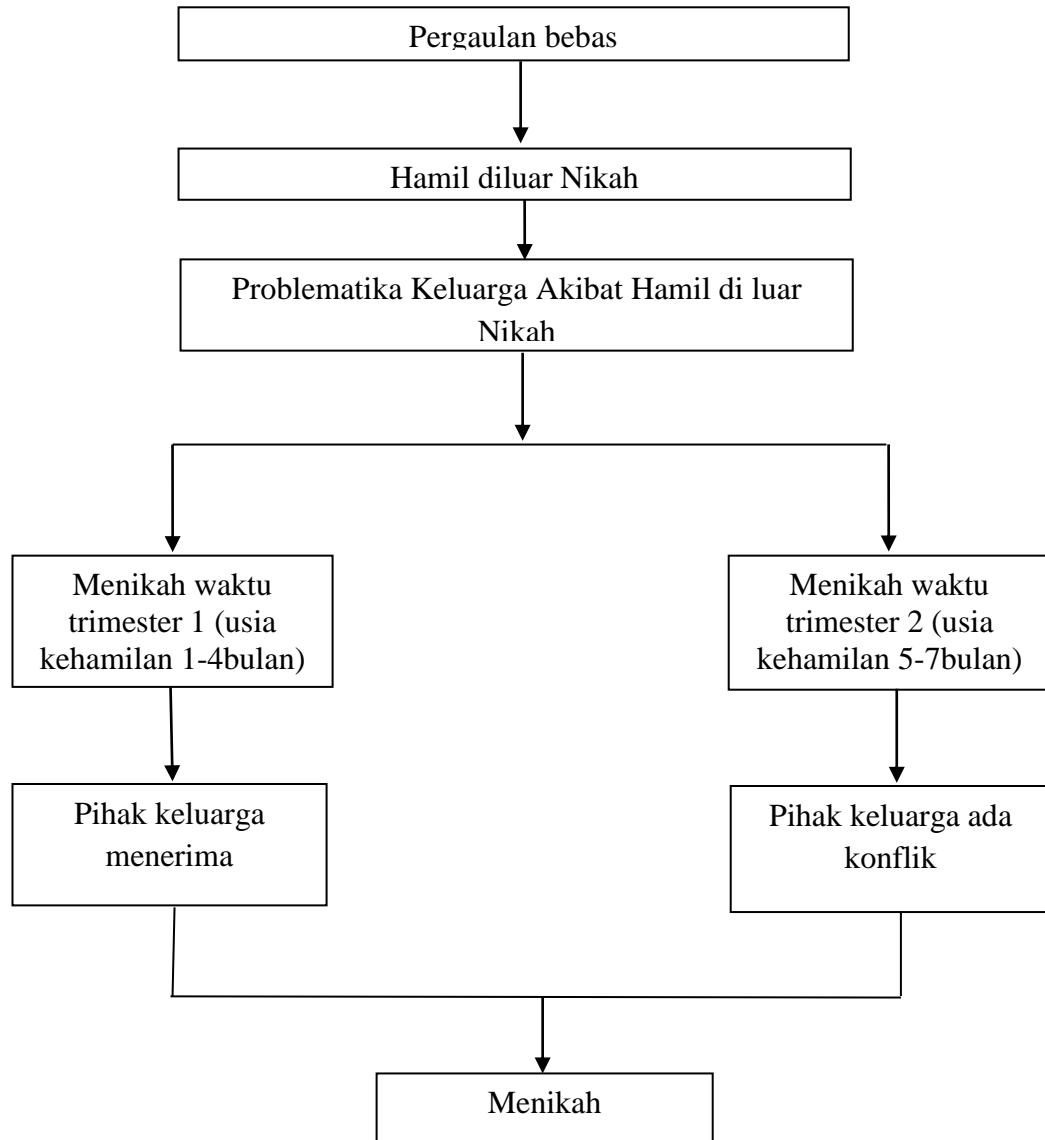 Pergaulan bebas
Hamil diluar Nikah
Problematika Keluarga Akibat Hamil di luar
Nikah
Menikah waktu
trimester 1 (usia
kehamilan 1-4bulan)
Menikah waktu
trimester 2 (usia
kehamilan 5-7bulan)
Pihak keluarga
menerima
Pihak keluarga ada
konflik
Menikah